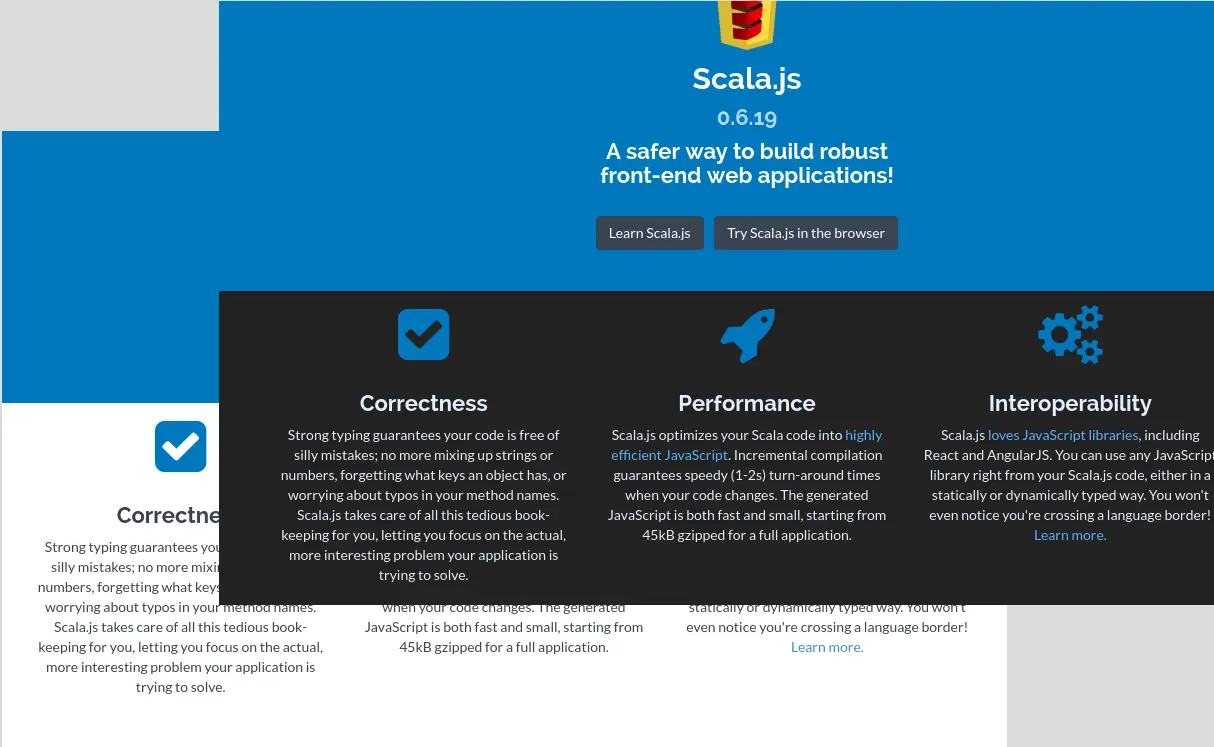 Scala.js
0.6.19
A safer way to build robust
front-end web applications!
Learn Scala.js
Try Scala.js in the browser
Correctness
Strong typing guarantees your code is free of
silly mistakes; no more mixing up strings or
numbers, forgetting what keys an object has, or
worrying about typos in your method names.
Scala.js takes care of all this tedious book-
keeping for you, letting you focus on the actual,
more interesting problem your application is
trying to solve.
Performance
Scala.js optimizes your Scala code into highly
efficient JavaScript. Incremental compilation
guarantees speedy (1-2s) turn-around times
when your code changes. The generated
JavaScript is both fast and small, starting from
45kB gzipped for a full application.
Interoperability
Scala.js loves JavaScript libraries, including
React and AngularJS. You can use any JavaScript
library right from your Scala.js code, either in a
statically or dynamically typed way. You won't
even notice you're crossing a language border!
Learn more.
Correctne
Strong typing guarantees you
silly mistakes; no more mixin
numbers, forgetting what keys
worrying about typos in your method names.
Scala.js takes care of all this tedious book-
keeping for you, letting you focus on the actual,
more interesting problem your application is
trying to solve.
when your code changes. The generated
JavaScript is both fast and small, starting from
45kB gzipped for a full application.
statically or dynamically typed way. You won't
even notice you're crossing a language border!
Learn more.